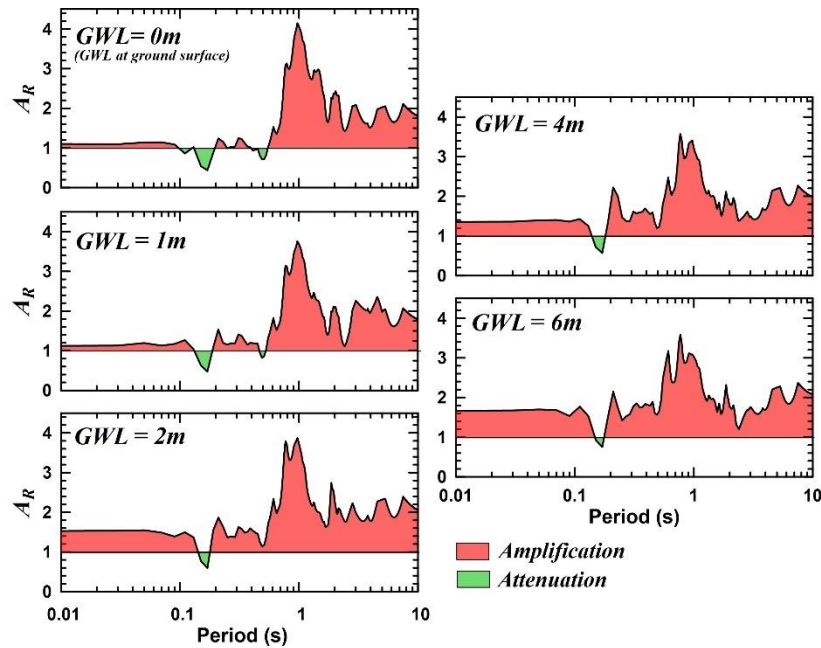 GWL= 0m
(GWL at ground surface)
A_R
4
3
2
1
0
GWL = 1m
A_R
4
3
2
1
0
GWL = 2m
A_R
4
3
2
1
0
0.01 0.1 1 10
Period (s)
GWL = 4m
4
3
2
1
0
GWL = 6m
4
3
2
1
0
0.01 0.1 1 10
Period (s)
Amplification
Attenuation